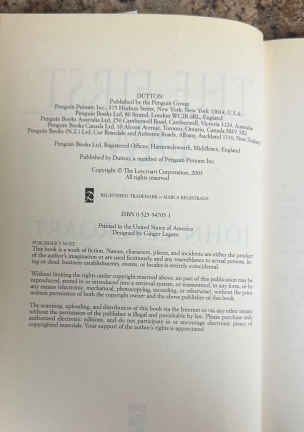 DUTTON
Published by the Penguin Group
Penguin Putnam Inc., 375 Hudson Street, New York, New York 10014, U.S.A.
Penguin Books Ltd, 80 Strand, London WC2R 0RL, England
Penguin Books Australia Ltd, 250 Camberwell Road, Camberwell, Victoria 3124, Australia
Penguin Books Canada Ltd, 10 Alcorn Avenue, Toronto, Ontario, Canada M4V 3B2
Penguin Books (N.Z.) Ltd, Cnr Rosedale and Airborne Roads, Albany, Auckland 1310, New Zealand
Penguin Books Ltd, Registered Offices: Harmondsworth, Middlesex, England
Published by Dutton, a member of Penguin Putnam Inc.
Copyright © The Lescroart Corporation, 2003
All rights reserved
REGISTERED TRADEMARK—MARCA REGISTRADA
ISBN 0-525-94705-1
Printed in the United States of America
Designed by Ginger Legato
PUBLISHER'S NOTE
This book is a work of fiction. Names, characters, places, and incidents are either the product
of the author's imagination or are used fictitiously, and any resemblance to actual persons, liv-
ing or dead, business establishments, events, or locales is entirely coincidental.
Without limiting the rights under copyright reserved above, no part of this publication may be
reproduced, stored in or introduced into a retrieval system, or transmitted, in any form, or by
any means (electronic, mechanical, photocopying, recording, or otherwise), without the prior
written permission of both the copyright owner and the above publisher of this book.
The scanning, uploading, and distribution of this book via the Internet or via any other means
without the permission of the publisher is illegal and punishable by law. Please purchase only
authorized electronic editions, and do not participate in or encourage electronic piracy of
copyrighted materials. Your support of the author's rights is appreciated.